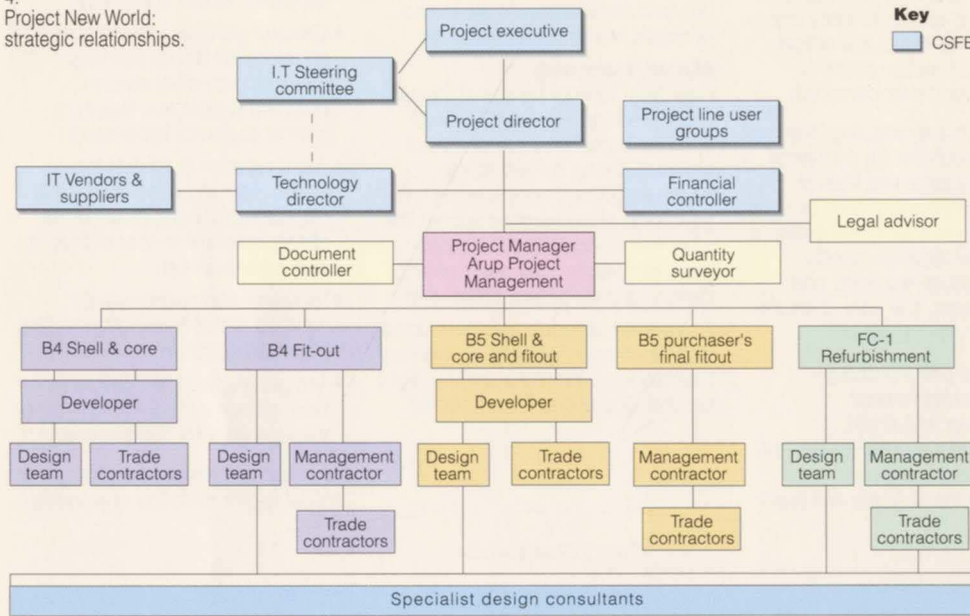 4.
Project New World:
strategic relationships.
Key
CSFB
Project executive
I.T Steering
committee
Project director
Project line user
groups
IT Vendors &
suppliers
Technology
director
Financial
controller
Legal advisor
Document
controller
Project Manager
Arup Project
Management
Quantity
surveyor
B4 Shell & core
B4 Fit-out
B5 Shell &
core and fitout
B5 purchaser's
final fitout
FC-1
Refurbishment
Developer
Developer
Design
team
Trade
contractors
Design
team
Management
contractor
Design
team
Trade
contractors
Management
contractor
Design
team
Management
contractor
Trade
contractors
Trade
contractors
Trade
contractors
Specialist design consultants